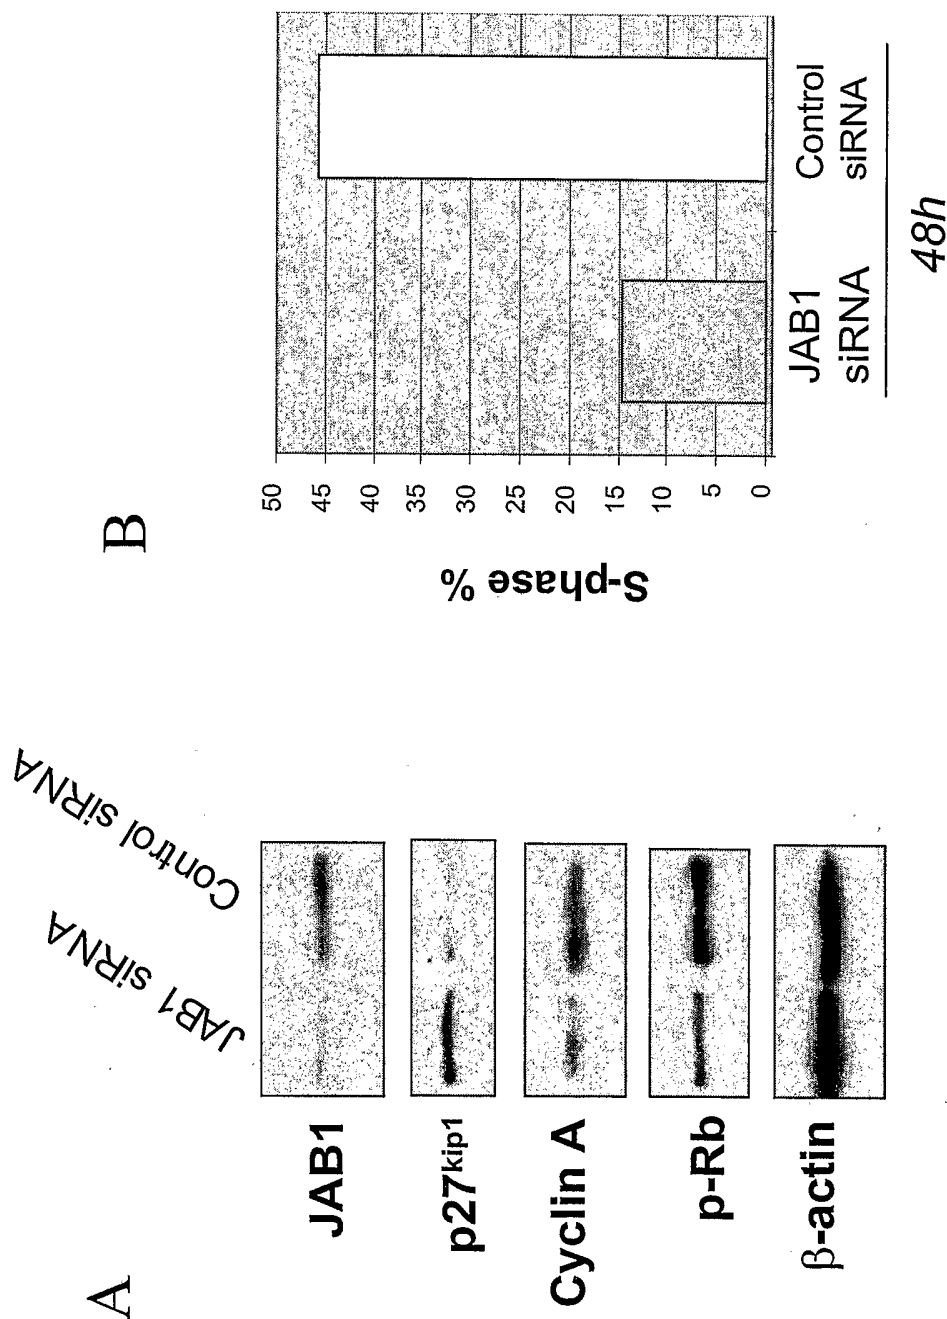 A
JAB1 siRNA
Control siRNA
JAB1
p27kip1
Cyclin A
p-Rb
β-actin
B
S-phase %
50
45
40
35
30
25
20
15
10
5
0
JAB1
siRNA
Control
siRNA
48h